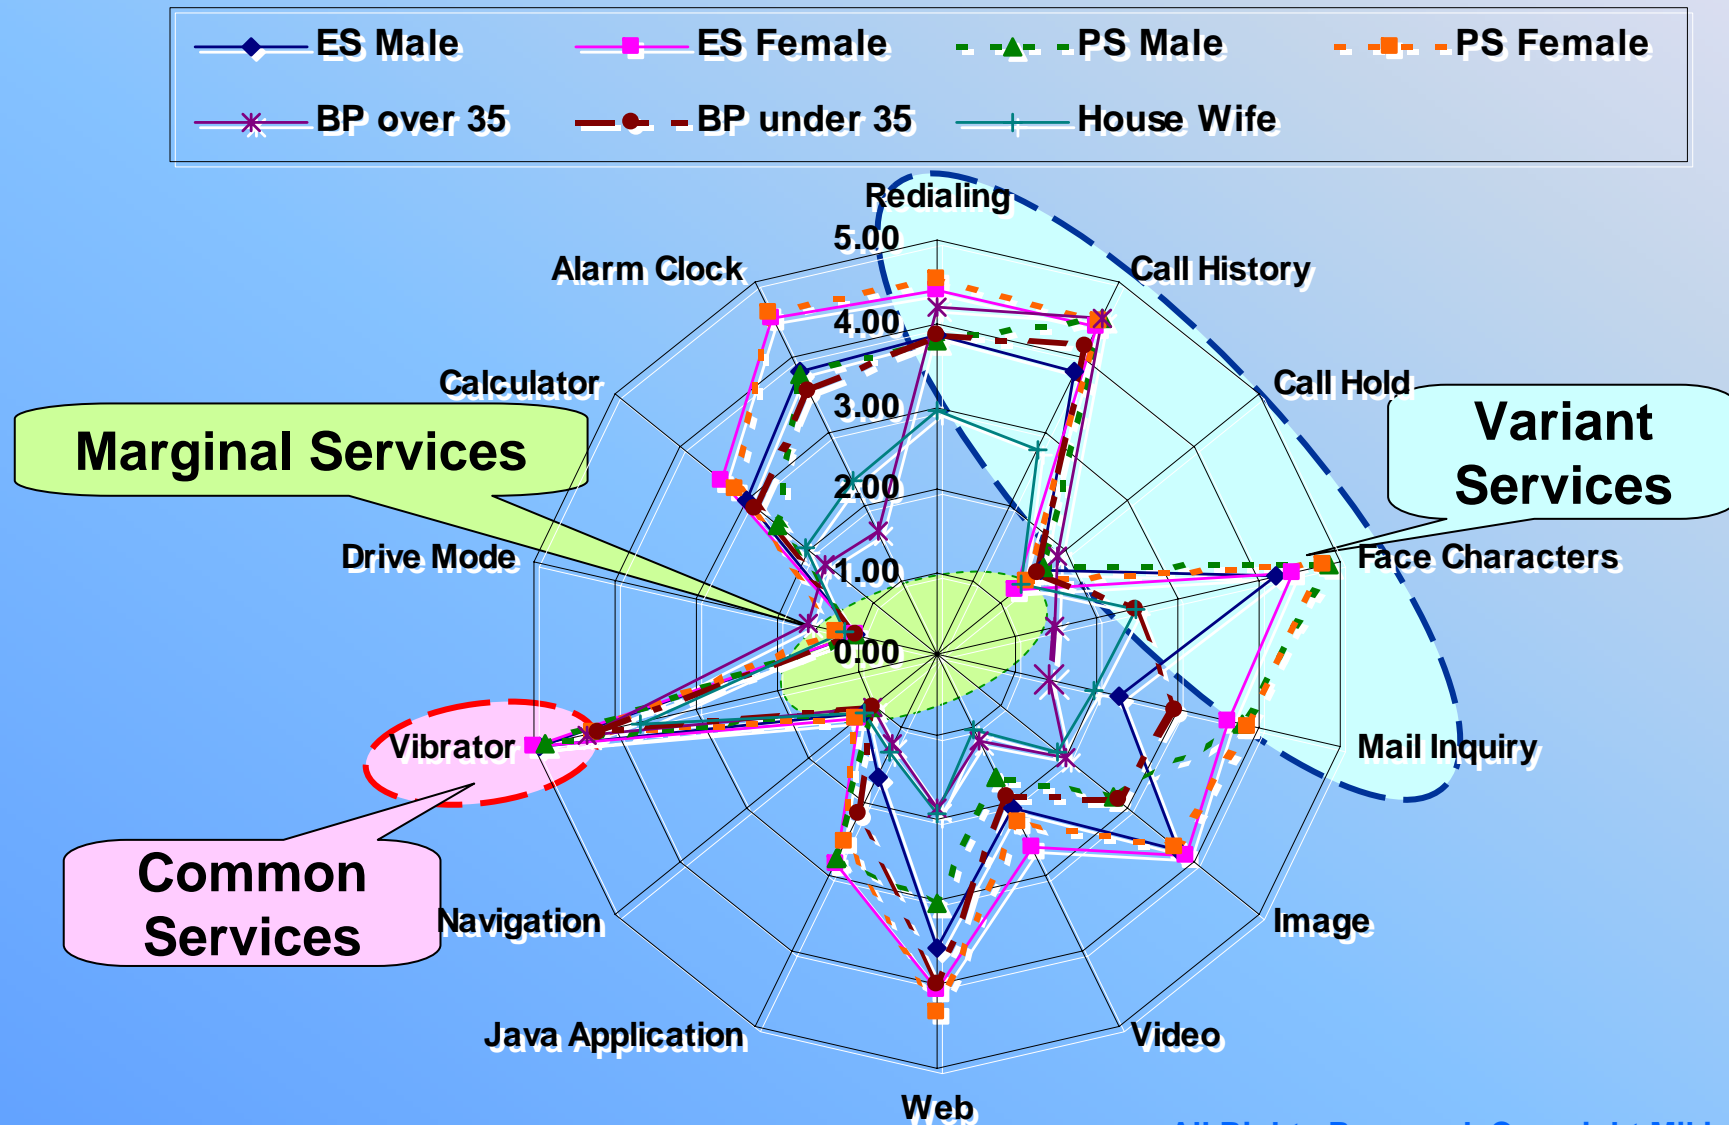 ES Male ES Female PS Male PS Female
BP over 35 BP under 35 House Wife
Redialing
5.00
Alarm Clock Call History
4.00
Calculator Call Hold
3.00
Marginal Services
Variant
Services
2.00
Drive Mode Face Characters
1.00
0.00
Vibrator Mail Inquiry
Common
Services
Navigation Image
Java Application Video
Web